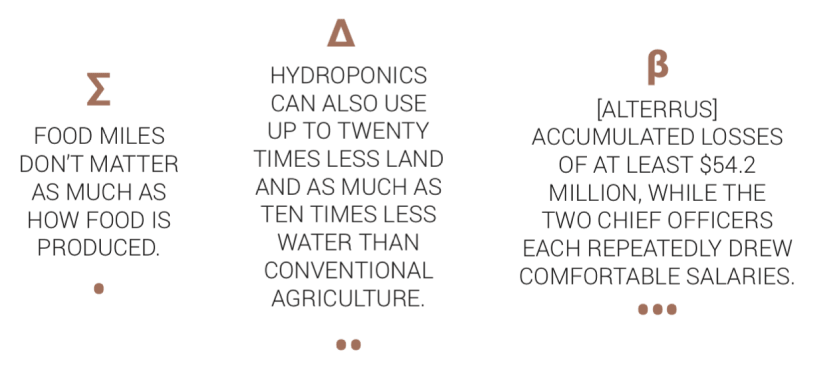 Σ
FOOD MILES
DON'T MATTER
AS MUCH AS
HOW FOOD IS
PRODUCED.
•
Δ
HYDROPONICS
CAN ALSO USE
UP TO TWENTY
TIMES LESS LAND
AND AS MUCH AS
TEN TIMES LESS
WATER THAN
CONVENTIONAL
AGRICULTURE.
••
β
[ALTERRUS]
ACCUMULATED LOSSES
OF AT LEAST $54.2
MILLION, WHILE THE
TWO CHIEF OFFICERS
EACH REPEATEDLY DREW
COMFORTABLE SALARIES.
•••